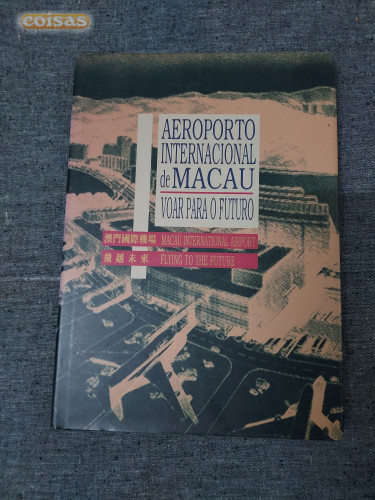 coisas
AEROPORTO
INTERNACIONAL
de MACAU
VOAR PARA O FUTURO
澳門國際機場 MACAU INTERNATIONAL AIRPORT
飛越未來 FLYING TO THE FUTURE